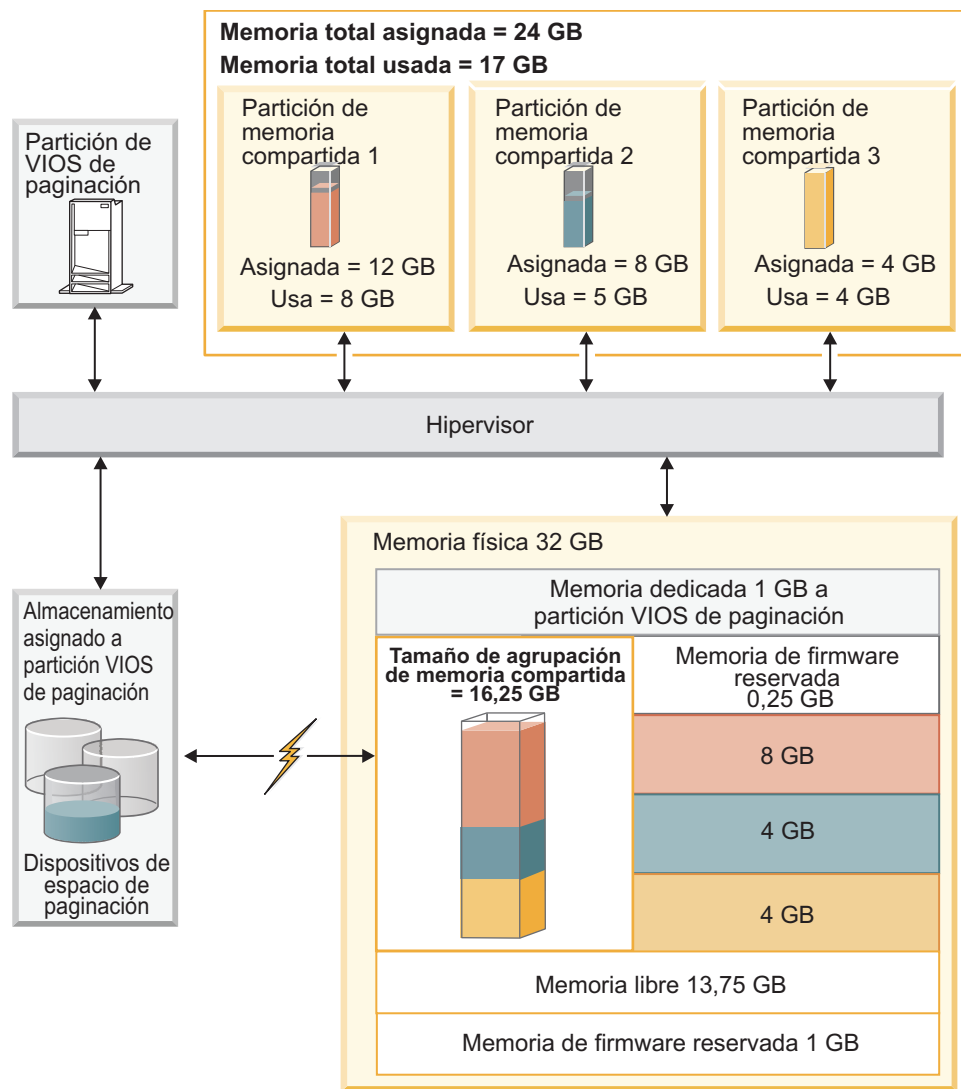 Memoria total asignada = 24 GB
Memoria total usada = 17 GB
Partición de
VIOS de
paginación
Partición de
memoria
compartida 1
Asignada = 12 GB
Usa = 8 GB
Partición de
memoria
compartida 2
Asignada = 8 GB
Usa = 5 GB
Partición de
memoria
compartida 3
Asignada = 4 GB
Usa = 4 GB
Hipervisor
Almacenamiento
asignado a
partición VIOS
de paginación
Dispositivos de
espacio de
paginación
Memoria física 32 GB
Memoria dedicada 1 GB a
partición VIOS de paginación
Tamaño de agrupación
de memoria compartida
= 16,25 GB
Memoria de firmware
reservada
0,25 GB
8 GB
4 GB
4 GB
Memoria libre 13,75 GB
Memoria de firmware reservada 1 GB